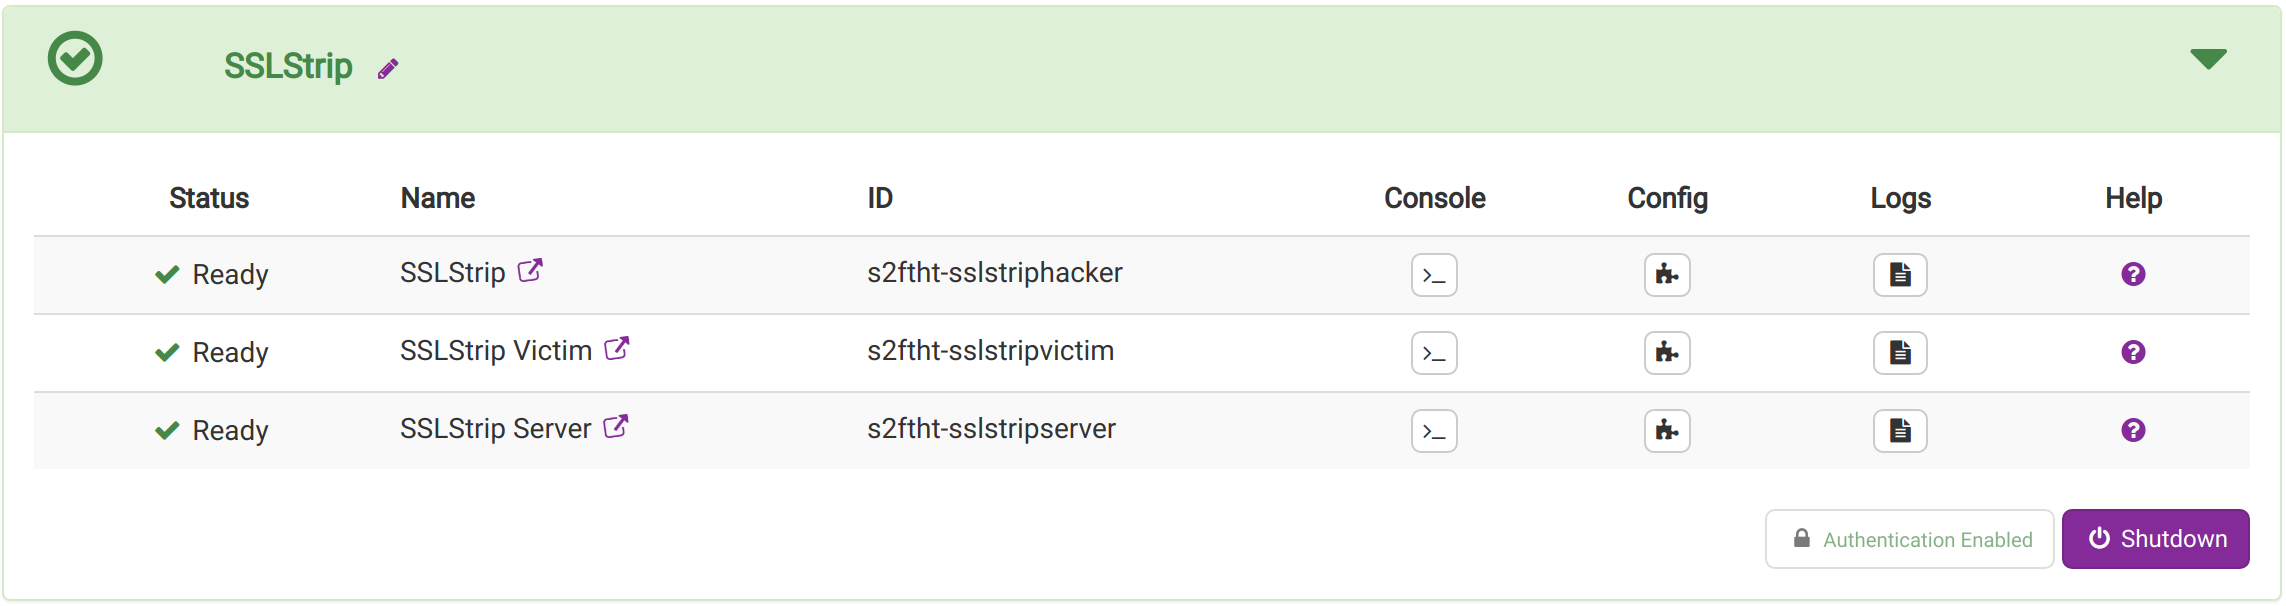 SSLStrip
Status Name ID Console Config Logs Help
Ready SSLStrip s2ftht-sslstriphacker
Ready SSLStrip Victim s2ftht-sslstripvictim
Ready SSLStrip Server s2ftht-sslstripserver
Authentication Enabled Shutdown